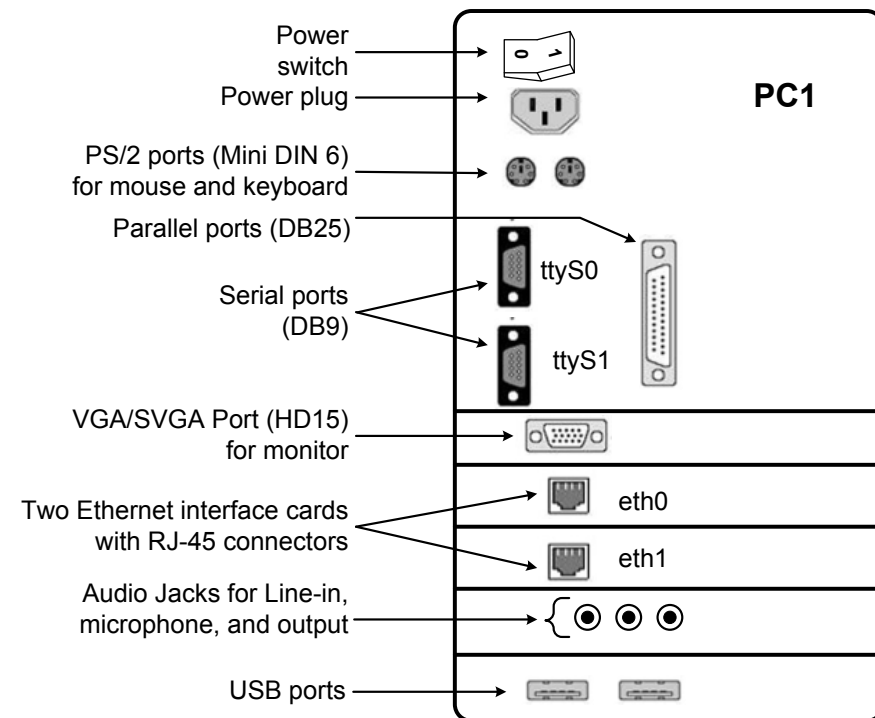 Power
switch
0 1
PC1
Power plug
PS/2 ports (Mini DIN 6)
for mouse and keyboard
Parallel ports (DB25)
ttyS0
Serial ports
(DB9)
ttyS1
VGA/SVGA Port (HD15)
for monitor
eth0
Two Ethernet interface cards
with RJ-45 connectors
eth1
Audio Jacks for Line-in,
microphone, and output
USB ports